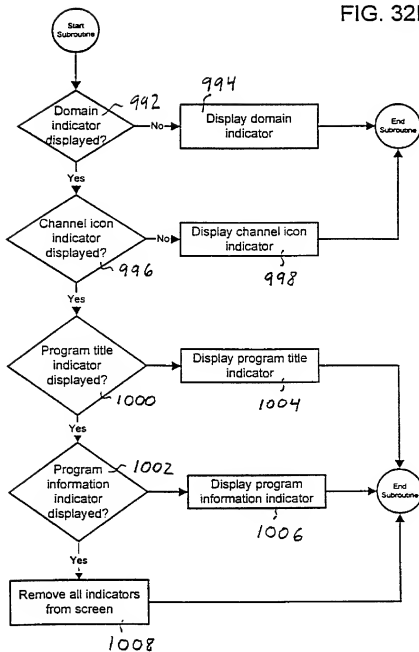 FIG. 32
Start
Subroutine
992
Domain
indicator
displayed?
No
994
Display domain
indicator
End
Subroutine
Yes
Channel icon
indicator
displayed?
996
No
Display channel icon
indicator
998
Yes
Program title
indicator
displayed?
1000
Display program title
indicator
1004
Yes
1002
Program
information
indicator
displayed?
Display program
information indicator
1006
End
Subroutine
Yes
Remove all indicators
from screen
1008